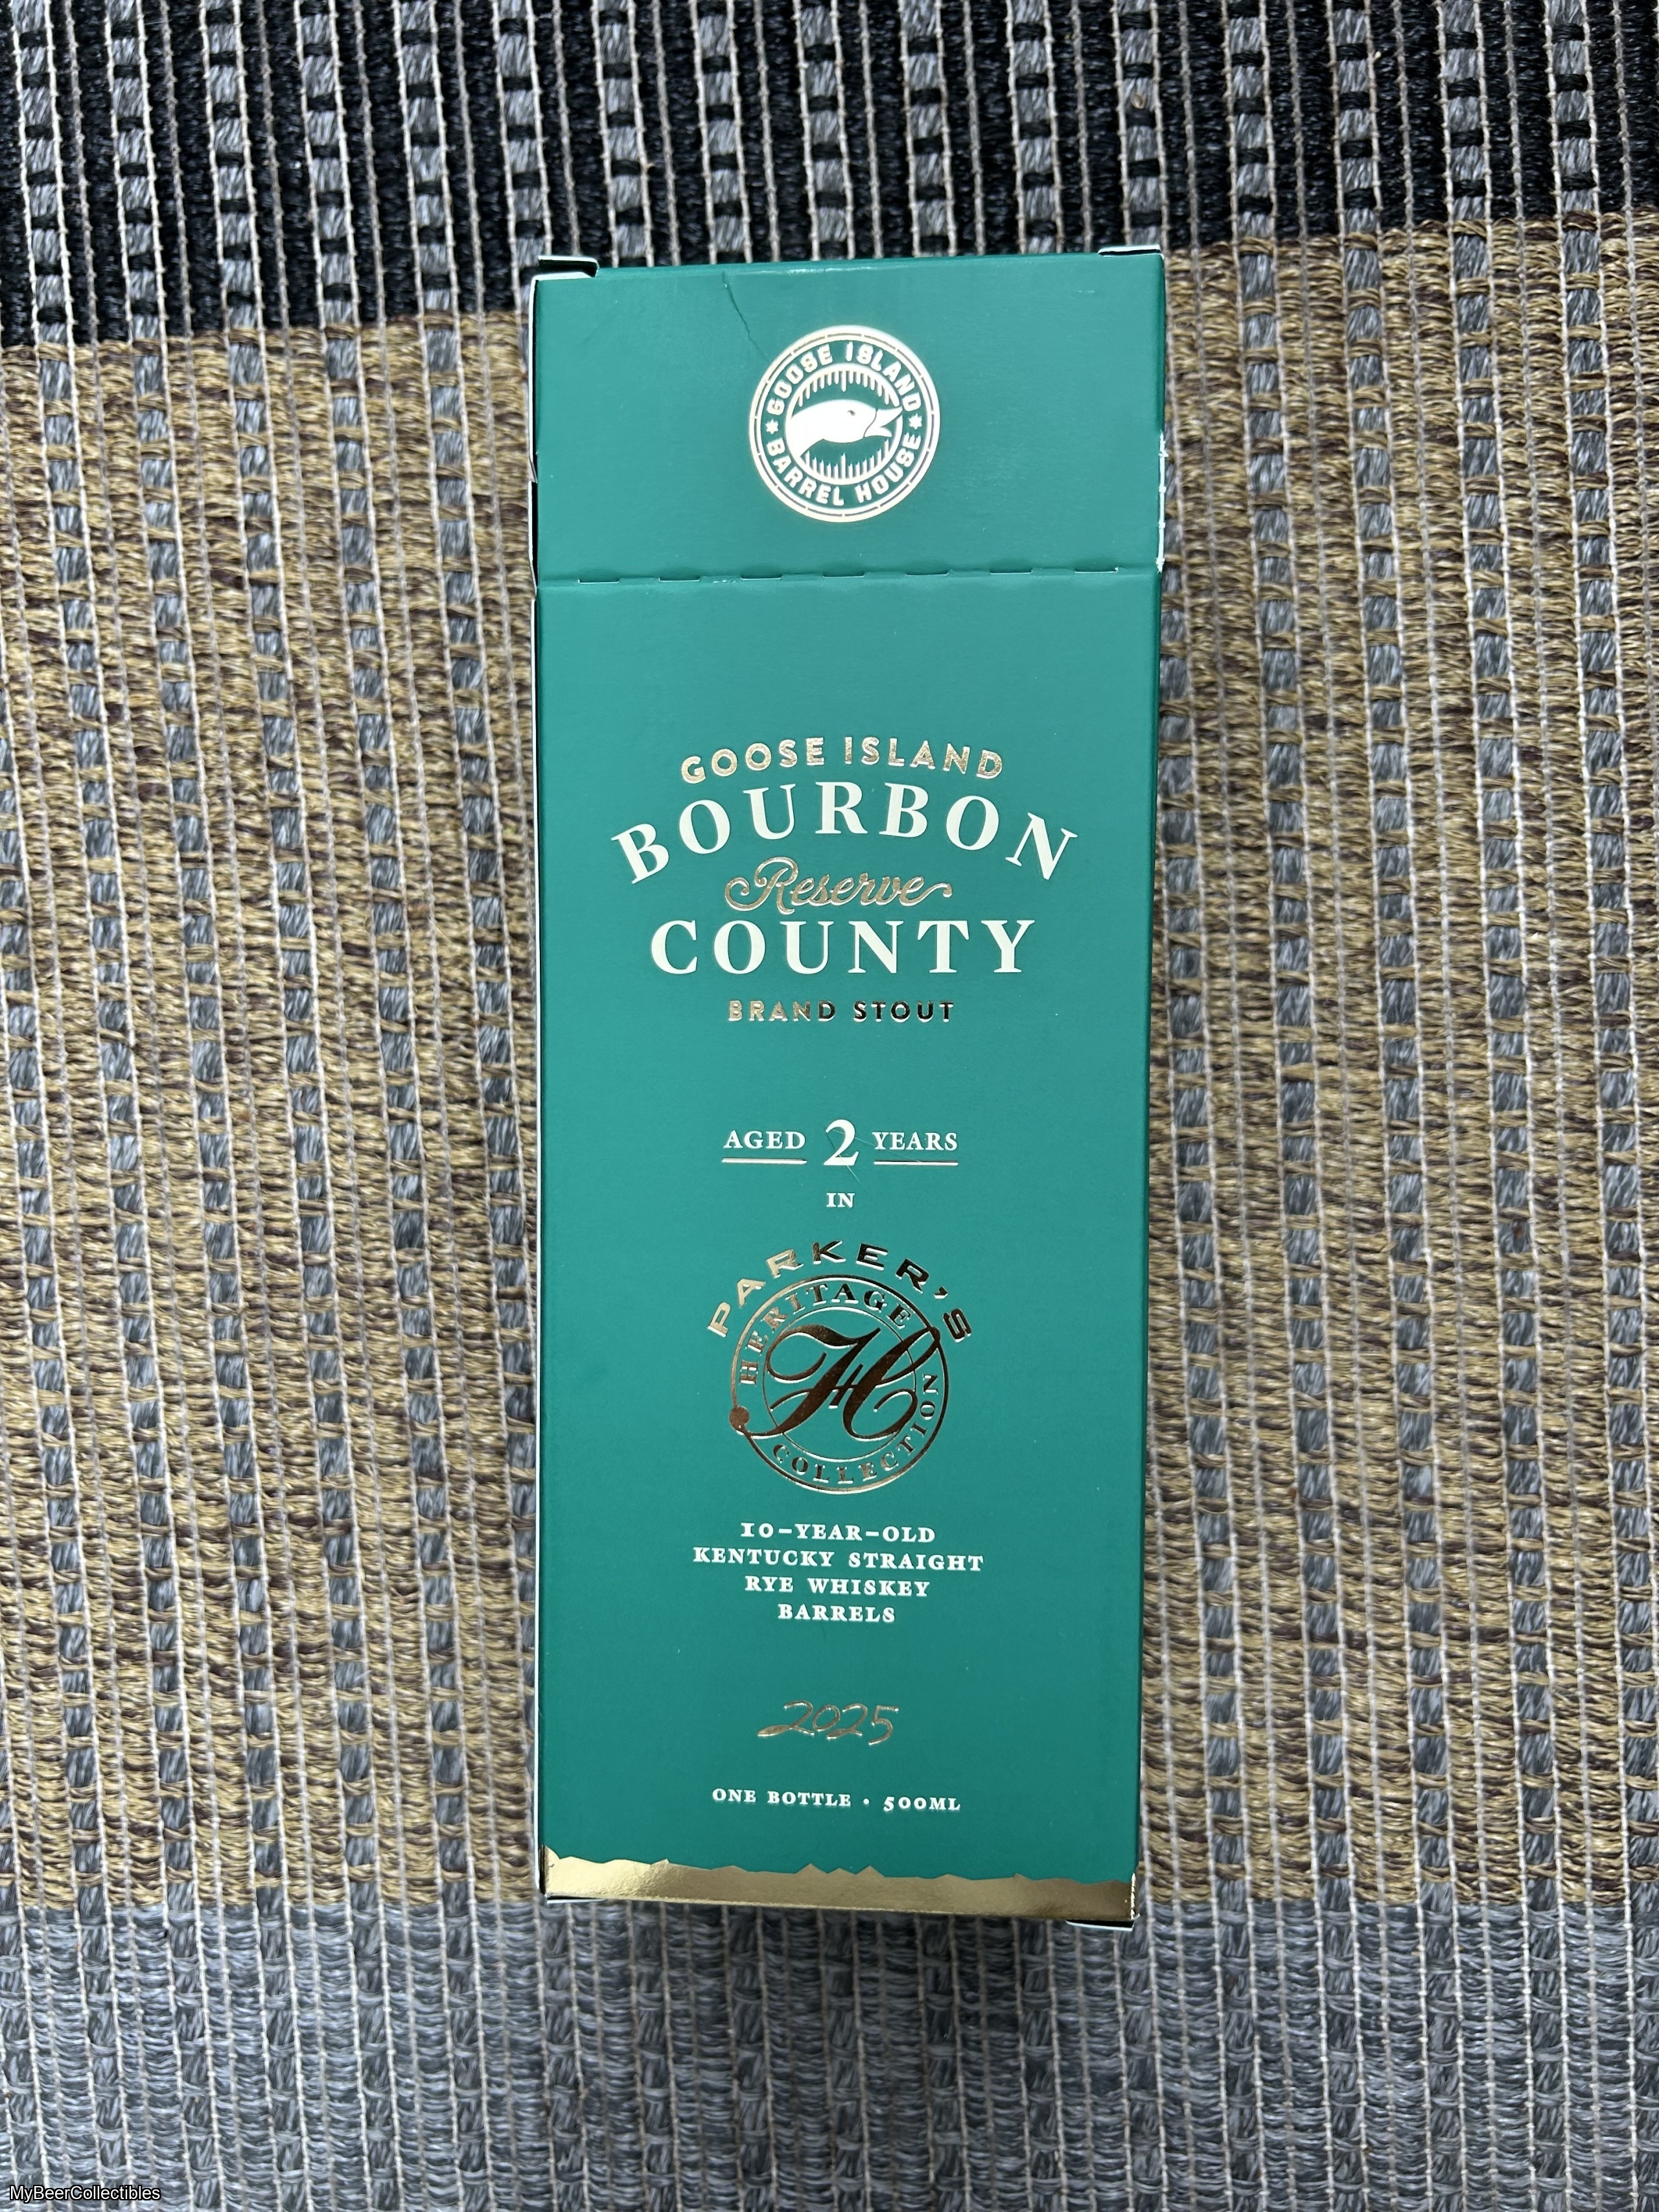 GOOSE ISLAND
BARREL HOUSE
GOOSE ISLAND
BOURBON
Reserve
COUNTY
BRAND STOUT
AGED 2 YEARS
IN
PARKER'S
HERITAGE
H
COLLECTION
10-YEAR-OLD
KENTUCKY STRAIGHT
RYE WHISKEY
BARRELS
2025
ONE BOTTLE • 500ML
MyBeerCollectibles